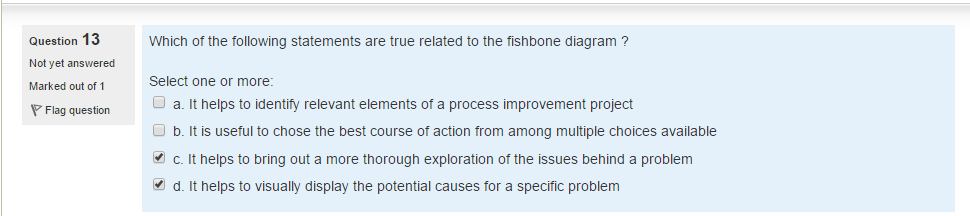 Question 13
Not yet answered
Marked out of 1
Flag question
Which of the following statements are true related to the fishbone diagram ?
Select one or more:
a. It helps to identify relevant elements of a process improvement project
b. It is useful to chose the best course of action from among multiple choices available
c. It helps to bring out a more thorough exploration of the issues behind a problem
d. It helps to visually display the potential causes for a specific problem